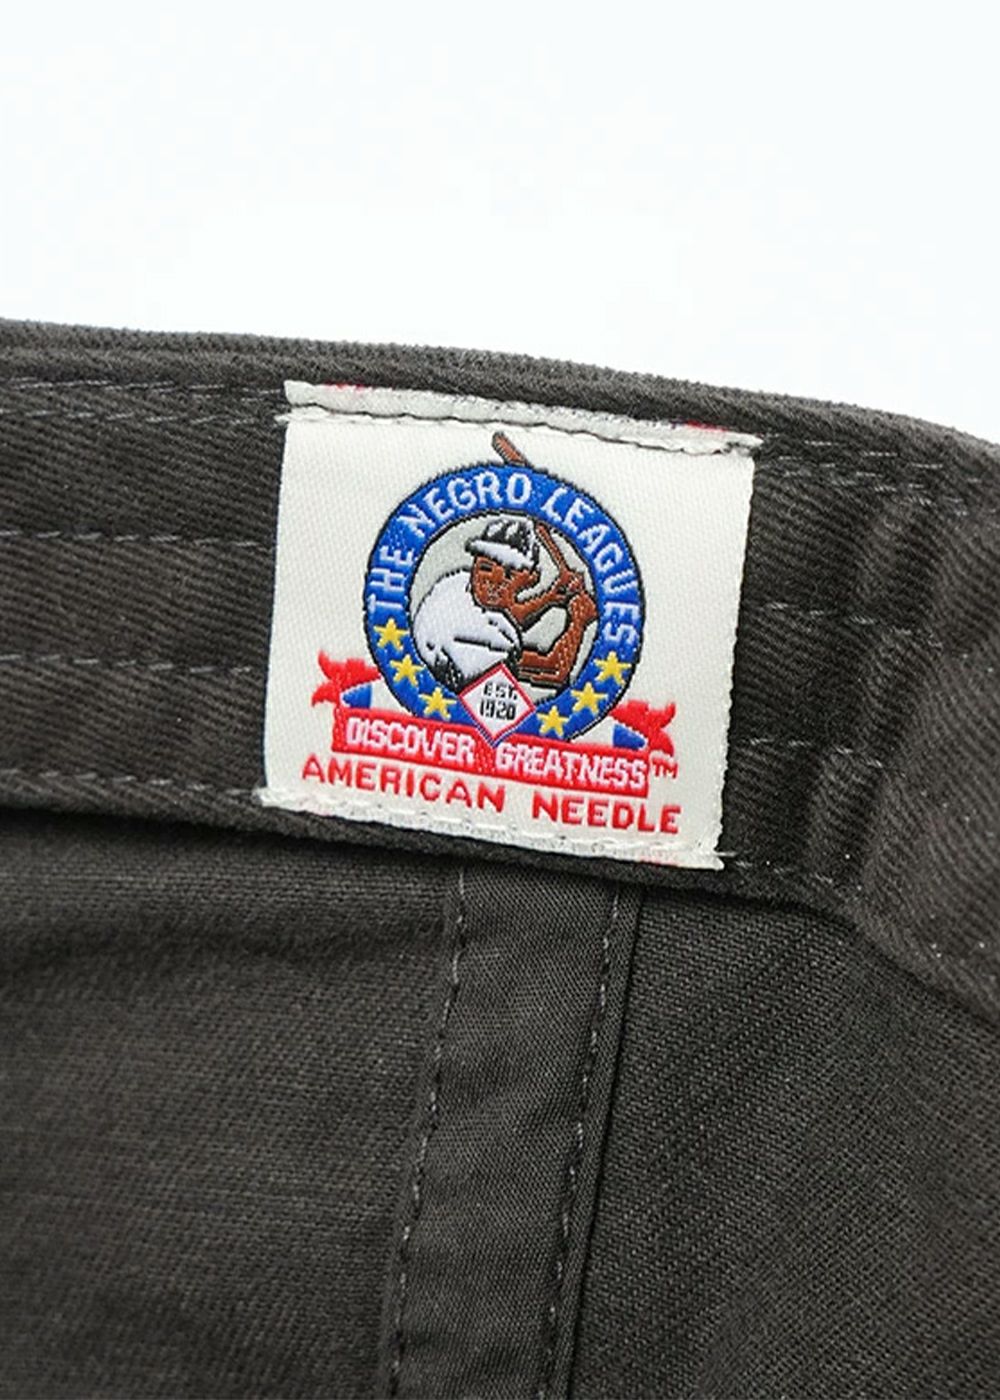 THE NEGRO LEAGUES
EST.
1920
DISCOVER GREATNESS™
AMERICAN NEEDLE